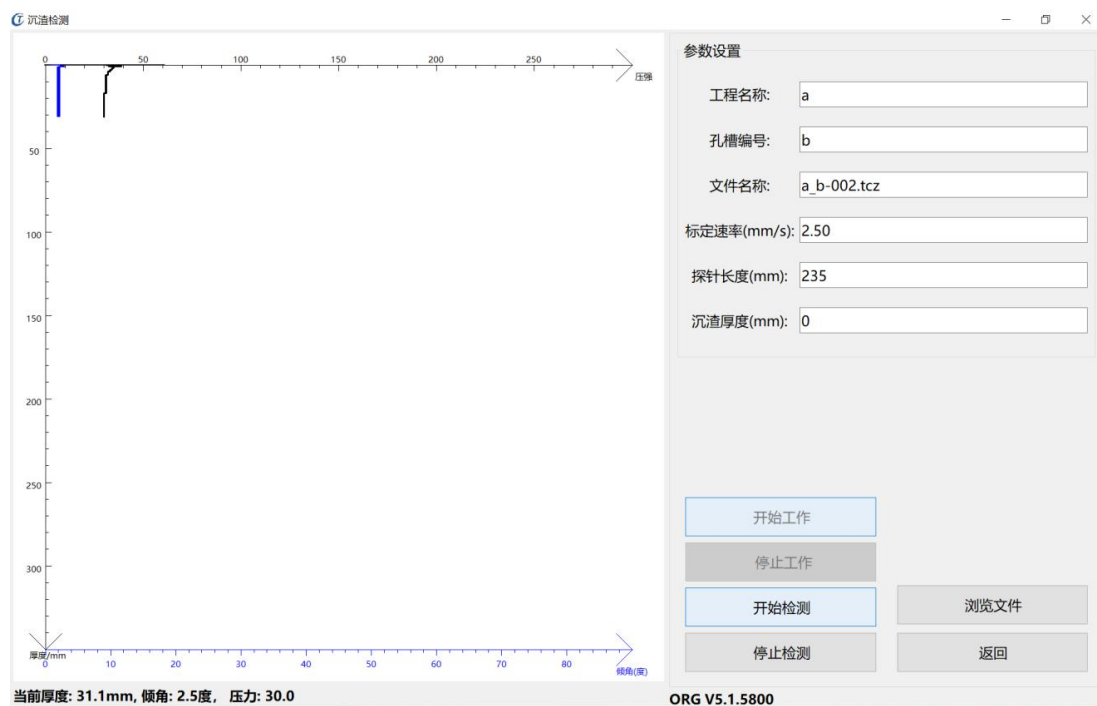 沉渣检测
0 50 100 150 200 250
压强
50
100
150
200
250
300
厚度/mm
0 10 20 30 40 50 60 70 80
倾角(度)
当前厚度: 31.1mm, 倾角: 2.5度, 压力: 30.0
参数设置
工程名称: a
孔槽编号: b
文件名称: a_b-002.tcz
标定速率(mm/s): 2.50
探针长度(mm): 235
沉渣厚度(mm): 0
开始工作
停止工作
开始检测 浏览文件
停止检测 返回
ORG V5.1.5800